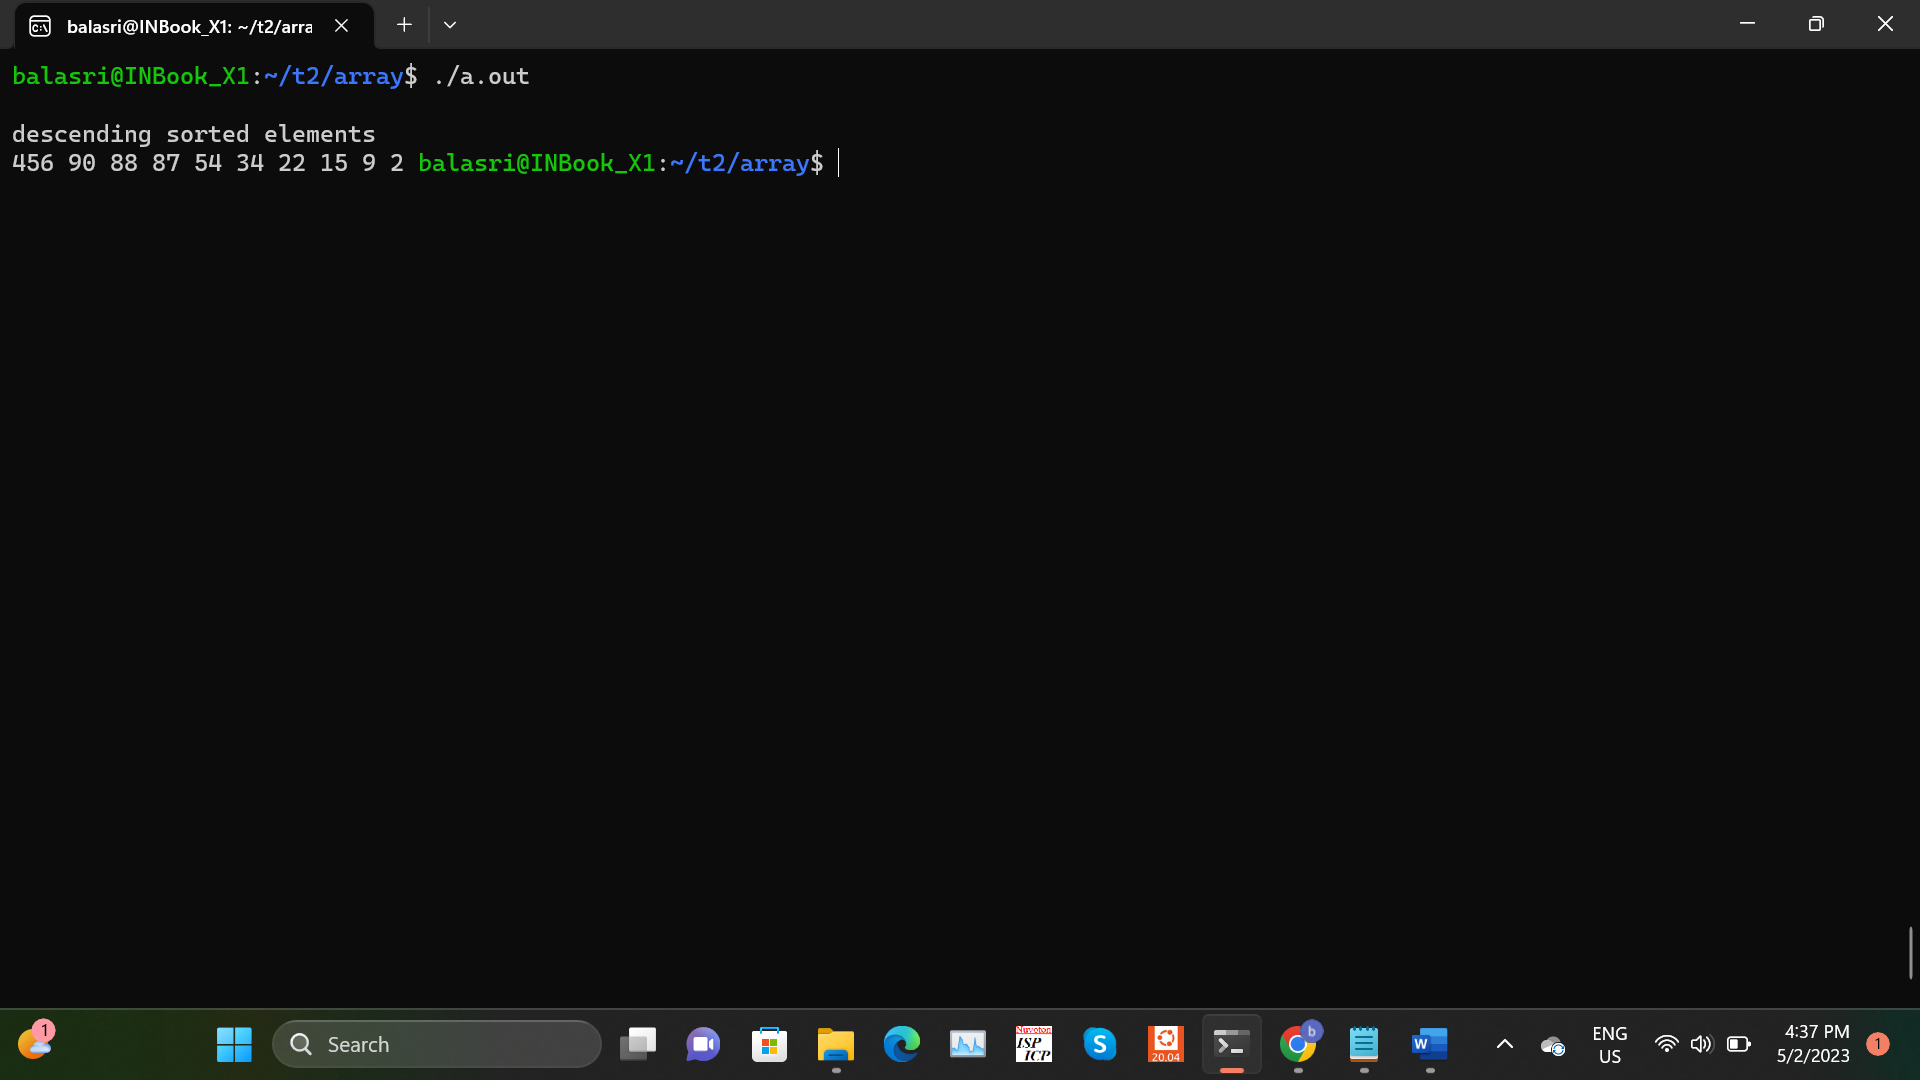 balasri@INBook_X1: ~/t2/arra
balasri@INBook_X1:~/t2/array$ ./a.out
descending sorted elements
456 90 88 87 54 34 22 15 9 2 balasri@INBook_X1:~/t2/array$
1
Search
Nuvoton
ISP
ICP
S
20.04
b
W
ENG
US
4:37 PM
5/2/2023
1